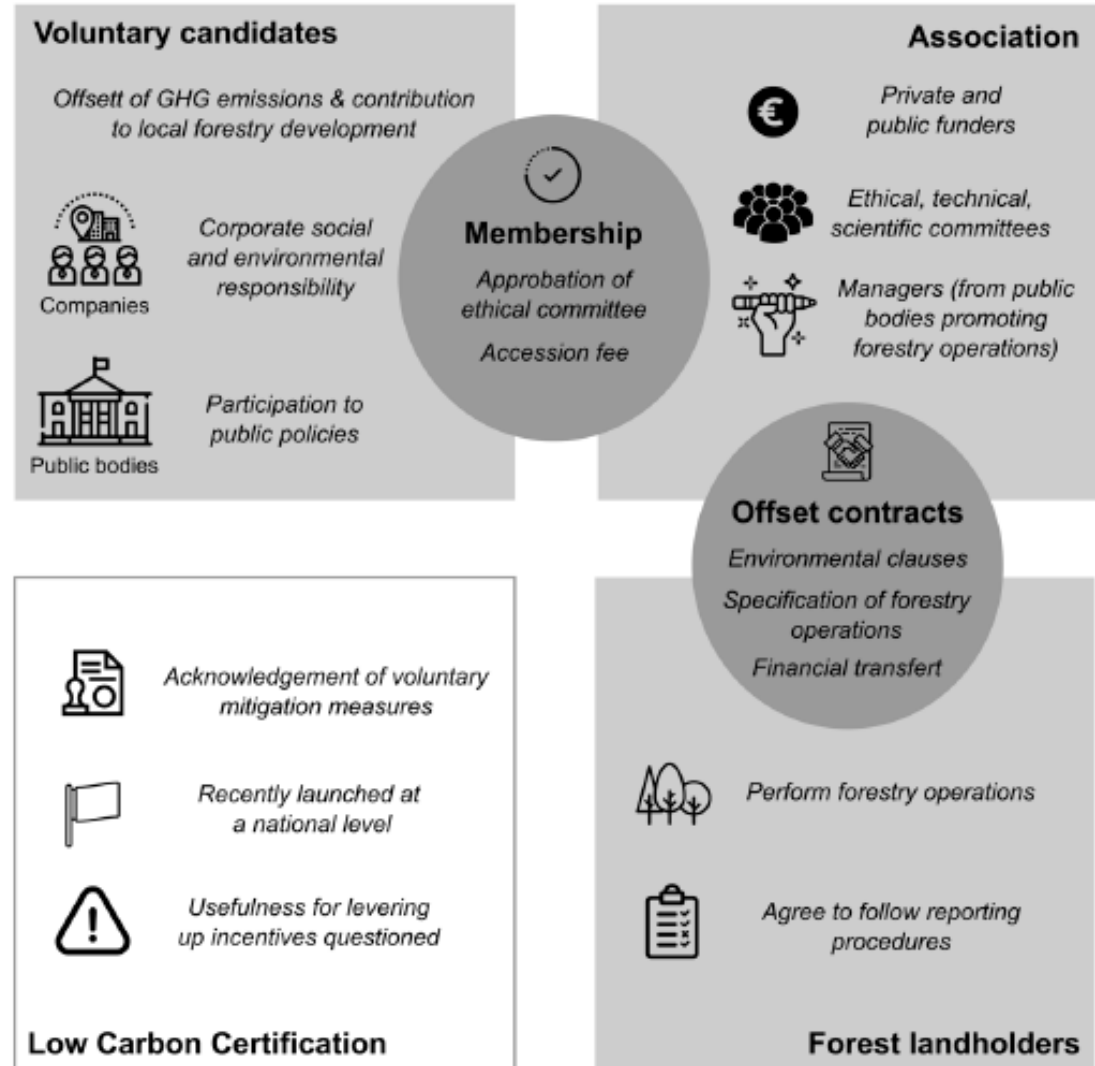 Voluntary candidates
Offsett of GHG emissions & contribution
to local forestry development
Corporate social
and environmental
responsibility
Companies
Participation to
public policies
Public bodies
Membership
Approbation of
ethical committee
Accession fee
Association
€
Private and
public funders
Ethical, technical,
scientific committees
Managers (from public
bodies promoting
forestry operations)
Offset contracts
Environmental clauses
Specification of forestry
operations
Financial transfert
Acknowledgement of voluntary
mitigation measures
Recently launched at
a national level
Usefulness for levering
up incentives questioned
Low Carbon Certification
Perform forestry operations
Agree to follow reporting
procedures
Forest landholders